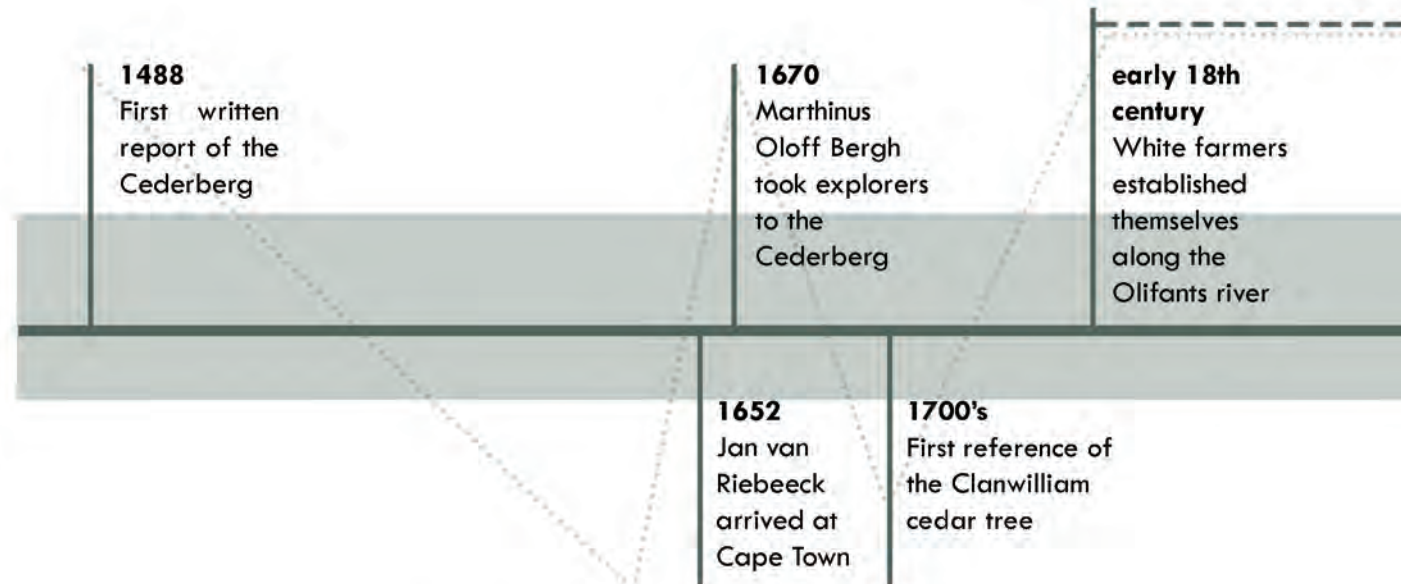 1488
First written
report of the
Cederberg
1670
Marthinus
Oloff Bergh
took explorers
to the
Cederberg
early 18th
century
White farmers
established
themselves
along the
Olifants river
1652
Jan van
Riebeeck
arrived at
Cape Town
1700's
First reference of
the Clanwilliam
cedar tree